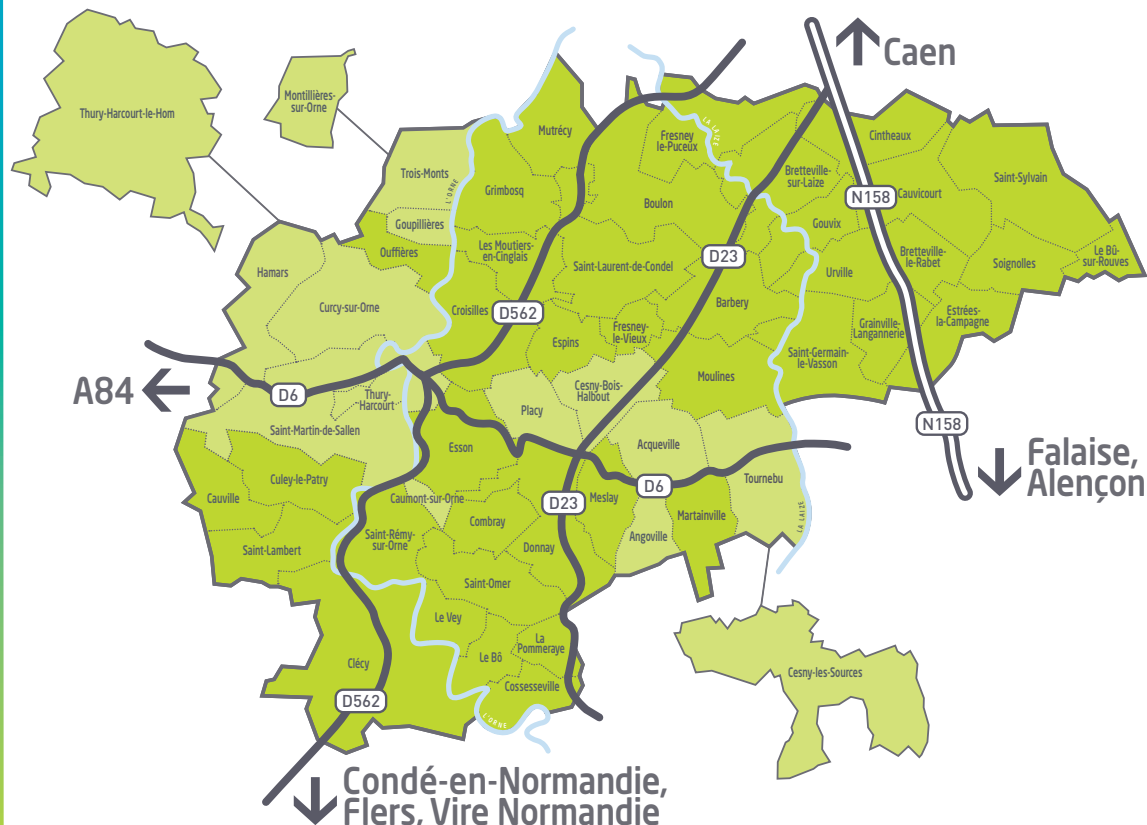 Caen
Thury-Harcourt-le-Hom
Montillières-
sur-Orne
Mutrécy
Fresney
le-Puceux
LA LAIZE
Cintheaux
Trois-Monts
L'ORNE
Grimbosq
Bretteville-
sur-Laize
Saint-Sylvain
N158
Cauvicourt
Boulon
Goupillières
Gouvix
Ouffières
Les Moutiers-
en-Cinglais
D23
Bretteville-
le-Rabet
Le Bû-
sur-Rouves
Saint-Laurent-de-Condel
Soignolles
Hamars
Urville
Curcy-sur-Orne
Croisilles
D562
Barbery
Estrées-
la-Campagne
Fresney-
le-Vieux
Grainville-
Langannerie
Espins
Saint-Germain-
le-Vasson
A84
D6
Thury-
Harcourt
Cesny-Bois-
Halbout
Moulines
Placy
N158
Saint-Martin-de-Sallen
Esson
Acqueville
Falaise,
Alençon
Culey-le-Patry
Tournebu
D6
Cauville
Caumont-sur-Orne
D23
Meslay
Martainville
Combray
LA LAIZE
Saint-Rémy-
sur-Orne
Angoville
Saint-Lambert
Donnay
Saint-Omer
Le Vey
La
Pommeraye
Le Bô
Clécy
Cesny-les-Sources
Cossesseville
D562
L'ORNE
Condé-en-Normandie,
Flers, Vire Normandie